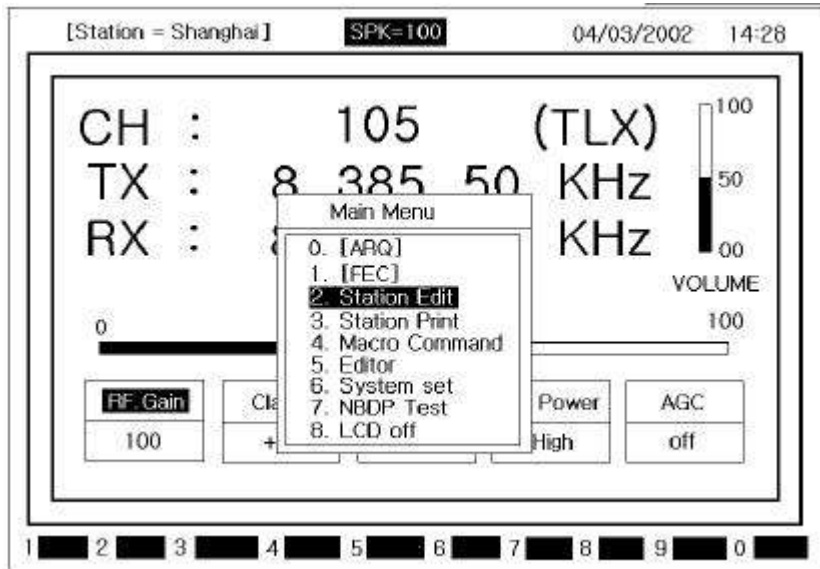 [Station = Shanghai] SPK=100 04/03/2002 14:28
CH : 105 (TLX) 100
TX : 8 385 50 KHz 50
Main Menu
RX : KHz 00
0. [ARQ]
1. [FEC]
2. Station Edit
3. Station Print
4. Macro Command
5. Editor
6. System set
7. NBDP Test
8. LCD off
VOLUME
0 100
RF. Gain Power AGC
100 High off
1 2 3 4 5 6 7 8 9 0